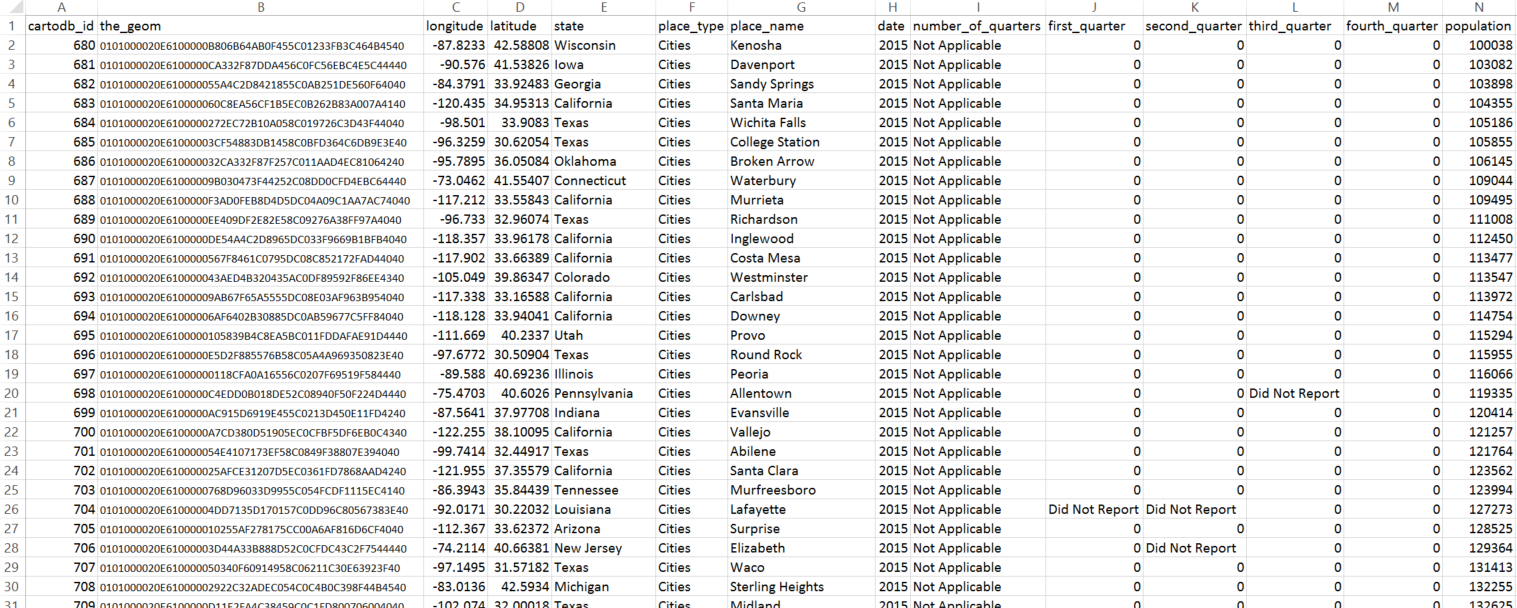 A B C D E F G H I J K L M N
1 cartodb_id the_geom longitude latitude state place_type place_name date number_of_quarters first_quarter second_quarter third_quarter fourth_quarter population
2 680 0101000020E6100000B806B64AB0F455C01233FB3C464B4540 -87.8233 42.58808 Wisconsin Cities Kenosha 2015 Not Applicable 0 0 0 0 100038
3 681 0101000020E6100000CA332F87DDA456C0FC56EBC4E5C44440 -90.576 41.53826 Iowa Cities Davenport 2015 Not Applicable 0 0 0 0 103082
4 682 0101000020E610000055A4C2D8421855C0AB251DE560F64040 -84.3791 33.92483 Georgia Cities Sandy Springs 2015 Not Applicable 0 0 0 0 103898
5 683 0101000020E610000060C8EA56CF1B5EC0B262B83A007A4140 -120.435 34.95313 California Cities Santa Maria 2015 Not Applicable 0 0 0 0 104355
6 684 0101000020E6100000272EC72B10A058C019726C3D43F44040 -98.501 33.9083 Texas Cities Wichita Falls 2015 Not Applicable 0 0 0 0 105186
7 685 0101000020E61000003CF54883DB1458C0BFD364C6DB9E3E40 -96.3259 30.62054 Texas Cities College Station 2015 Not Applicable 0 0 0 0 105855
8 686 0101000020E610000032CA332F87F257C011AAD4EC81064240 -95.7895 36.05084 Oklahoma Cities Broken Arrow 2015 Not Applicable 0 0 0 0 106145
9 687 0101000020E61000009B030473F44252C08DD0CFD4EBC64440 -73.0462 41.55407 Connecticut Cities Waterbury 2015 Not Applicable 0 0 0 0 109044
10 688 0101000020E6100000F3AD0FEB8D4D5DC04A09C1AA7AC74040 -117.212 33.55843 California Cities Murrieta 2015 Not Applicable 0 0 0 0 109495
11 689 0101000020E6100000EE409DF2E82E58C09276A38FF97A4040 -96.733 32.96074 Texas Cities Richardson 2015 Not Applicable 0 0 0 0 111008
12 690 0101000020E6100000DE54A4C2D8965DC033F9669B1BFB4040 -118.357 33.96178 California Cities Inglewood 2015 Not Applicable 0 0 0 0 112450
13 691 0101000020E6100000567F8461C0795DC08C852172FAD44040 -117.902 33.66389 California Cities Costa Mesa 2015 Not Applicable 0 0 0 0 113477
14 692 0101000020E610000043AED4B320435AC0DF89592F86EE4340 -105.049 39.86347 Colorado Cities Westminster 2015 Not Applicable 0 0 0 0 113547
15 693 0101000020E61000009AB67F65A5555DC08E03AF963B954040 -117.338 33.16588 California Cities Carlsbad 2015 Not Applicable 0 0 0 0 113972
16 694 0101000020E61000006AF6402B30885DC0AB59677C5FF84040 -118.128 33.94041 California Cities Downey 2015 Not Applicable 0 0 0 0 114754
17 695 0101000020E6100000105839B4C8EA5BC011FDDAFAE91D4440 -111.669 40.2337 Utah Cities Provo 2015 Not Applicable 0 0 0 0 115294
18 696 0101000020E6100000E5D2F885576B58C05A4A969350823E40 -97.6772 30.50904 Texas Cities Round Rock 2015 Not Applicable 0 0 0 0 115955
19 697 0101000020E61000000118CFA0A16556C0207F69519F584440 -89.588 40.69236 Illinois Cities Peoria 2015 Not Applicable 0 0 0 0 116066
20 698 0101000020E6100000C4EDD0B018DE52C08940F50F224D4440 -75.4703 40.6026 Pennsylvania Cities Allentown 2015 Not Applicable 0 0 Did Not Report 0 119335
21 699 0101000020E6100000AC915D6919E455C0213D450E11FD4240 -87.5641 37.97708 Indiana Cities Evansville 2015 Not Applicable 0 0 0 0 120414
22 700 0101000020E6100000A7CD380D51905EC0CFBF5DF6EB0C4340 -122.255 38.10095 California Cities Vallejo 2015 Not Applicable 0 0 0 0 121257
23 701 0101000020E610000054E4107173EF58C0849F38807E394040 -99.7414 32.44917 Texas Cities Abilene 2015 Not Applicable 0 0 0 0 121764
24 702 0101000020E610000025AFCE31207D5EC0361FD7868AAD4240 -121.955 37.35579 California Cities Santa Clara 2015 Not Applicable 0 0 0 0 123562
25 703 0101000020E6100000768D96033D9955C054FCDF1115EC4140 -86.3943 35.84439 Tennessee Cities Murfreesboro 2015 Not Applicable 0 0 0 0 123994
26 704 0101000020E61000004DD7135D170157C0DD96C80567383E40 -92.0171 30.22032 Louisiana Cities Lafayette 2015 Not Applicable Did Not Report Did Not Report 0 0 127273
27 705 0101000020E610000010255AF278175CC00A6AF816D6CF4040 -112.367 33.62372 Arizona Cities Surprise 2015 Not Applicable 0 0 0 0 128525
28 706 0101000020E61000003D44A33B888D52C0CFDC43C2F7544440 -74.2114 40.66381 New Jersey Cities Elizabeth 2015 Not Applicable 0 Did Not Report 0 0 129364
29 707 0101000020E6100000050340F60914958C06211C30E63923F40 -97.1495 31.57182 Texas Cities Waco 2015 Not Applicable 0 0 0 0 131413
30 708 0101000020E61000002922C32ADEC054C0C4B0C398F44B4540 -83.0136 42.5934 Michigan Cities Sterling Heights 2015 Not Applicable 0 0 0 0 132255
31 709 0101000020E6100000D11E2FA4C38459C0C1FD800706004040 -102.074 32.00018 Texas Cities Midland 2015 Not Applicable 0 0 0 0 132625